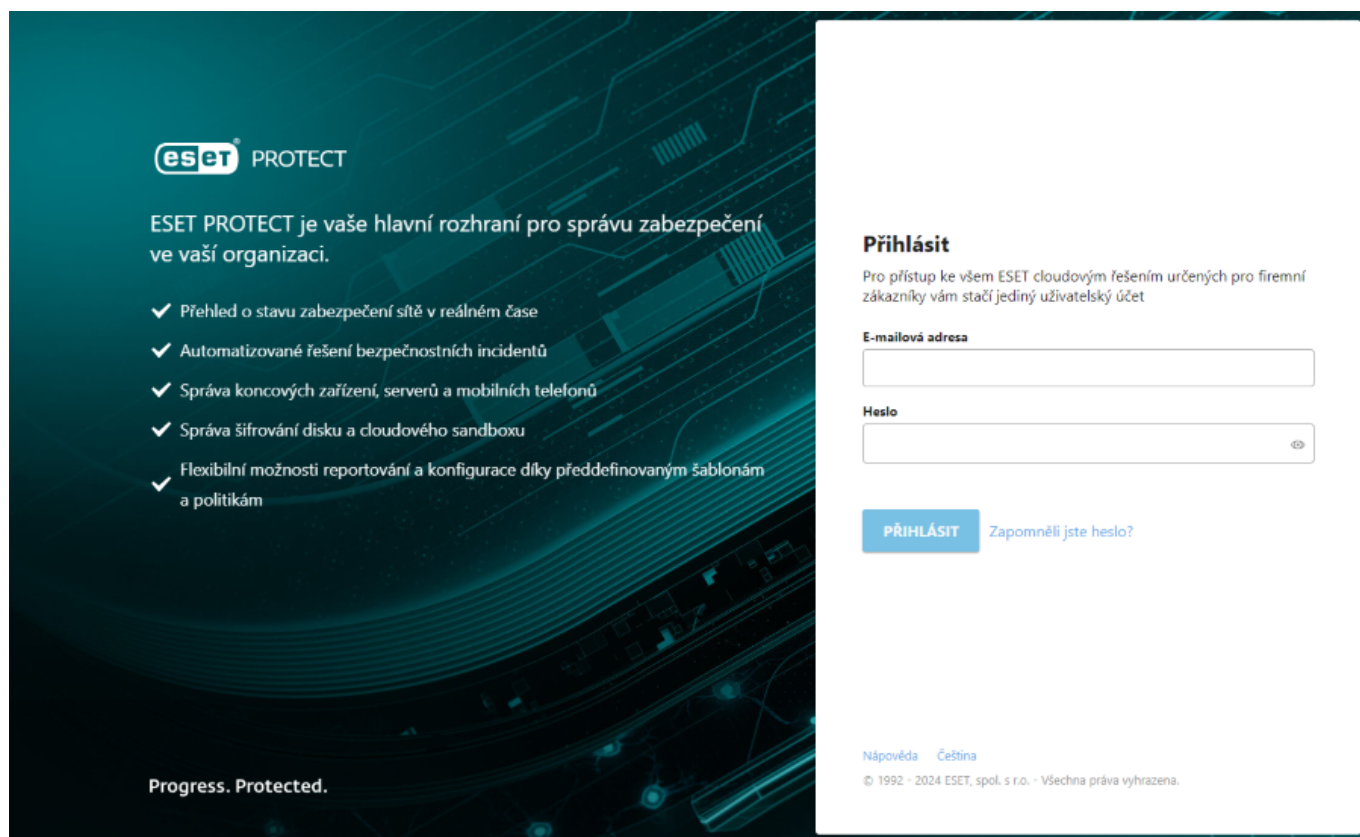 eset® PROTECT
ESET PROTECT je vaše hlavní rozhraní pro správu zabezpečení
ve vaší organizaci.
Přehled o stavu zabezpečení sítě v reálném čase
Automatizované řešení bezpečnostních incidentů
Správa koncových zařízení, serverů a mobilních telefonů
Správa šifrování disku a cloudového sandboxu
Flexibilní možnosti reportování a konfigurace díky předdefinovaným šablonám
a politikám
Progress. Protected.
Přihlásit
Pro přístup ke všem ESET cloudovým řešením určených pro firemní
zákazníky vám stačí jediný uživatelský účet
E-mailová adresa
Heslo
PŘIHLÁSIT Zapomněli jste heslo?
Nápověda Čeština
© 1992 - 2024 ESET, spol. s r.o. - Všechna práva vyhrazena.